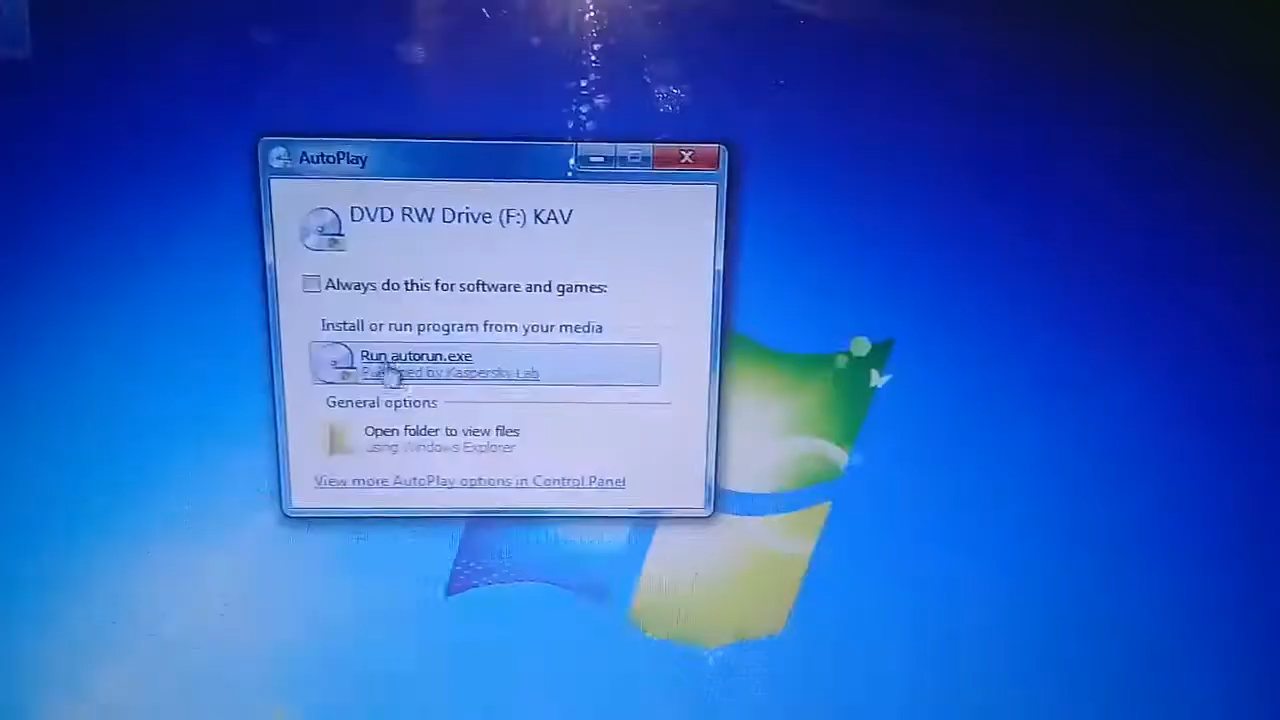 AutoPlay
DVD RW Drive (F:) KAV
Always do this for software and games:
Install or run program from your media
Run autorun.exe
by Kaspersky Lab
General options
Open folder to view files
using Windows Explorer
View more AutoPlay options in Control Panel